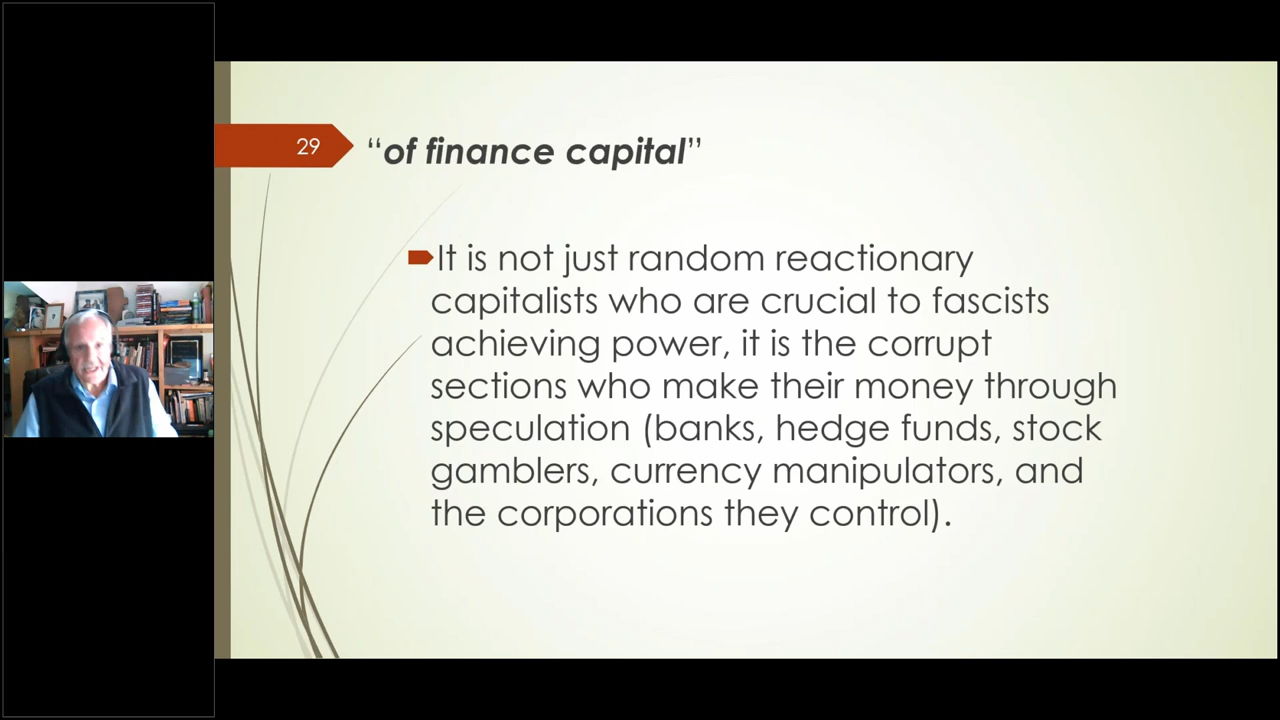 29
“of finance capital”
It is not just random reactionary
capitalists who are crucial to fascists
achieving power, it is the corrupt
sections who make their money through
speculation (banks, hedge funds, stock
gamblers, currency manipulators, and
the corporations they control).